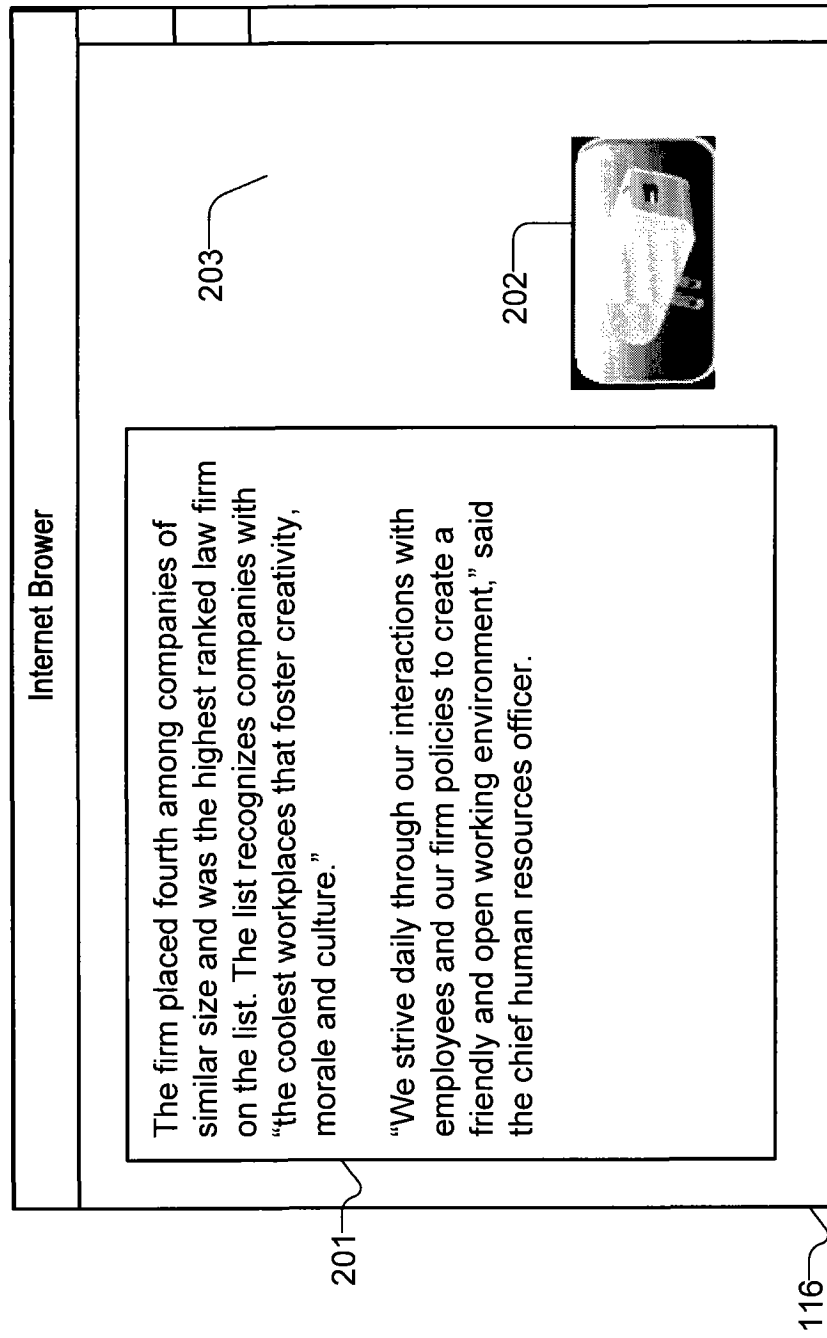 Internet Brower
The firm placed fourth among companies of
similar size and was the highest ranked law firm
on the list. The list recognizes companies with
“the coolest workplaces that foster creativity,
morale and culture.”
“We strive daily through our interactions with
employees and our firm policies to create a
friendly and open working environment,” said
the chief human resources officer.
203
202
201
116